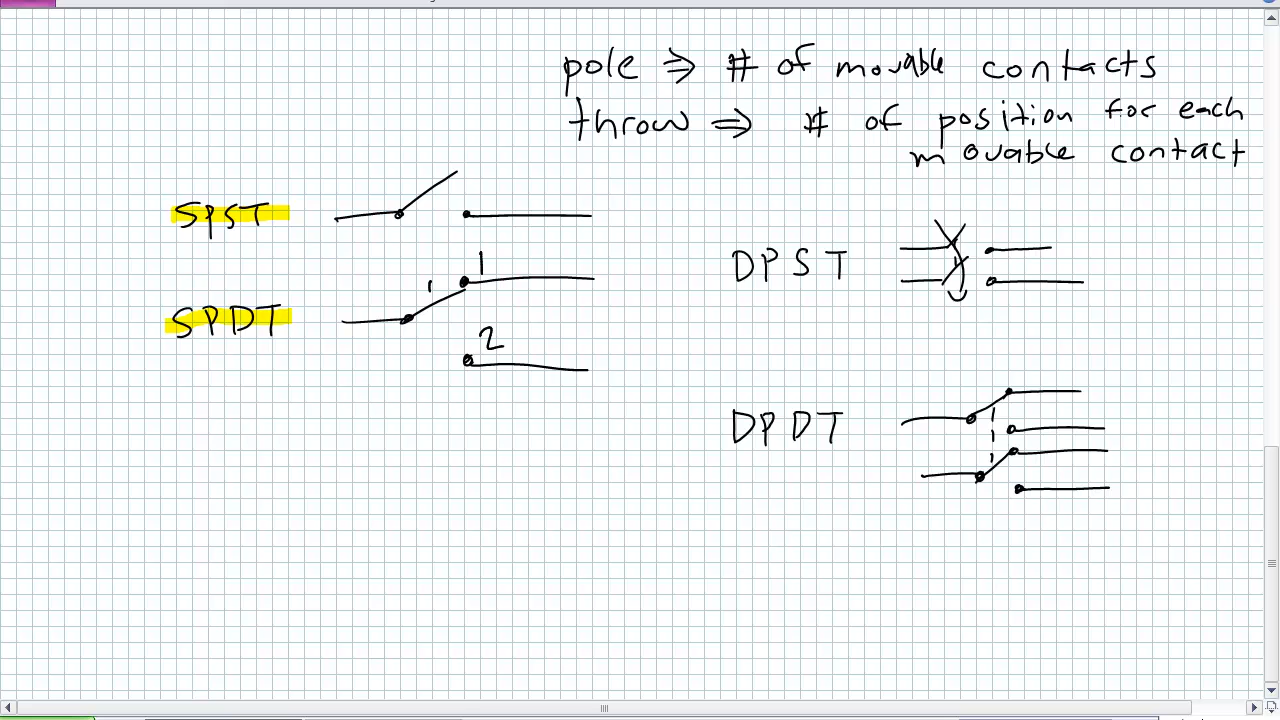 pole ⇒ # of movable contacts
throw ⇒ # of position for each
movable contact
SPST
DPST
1
SPDT
2
DPDT